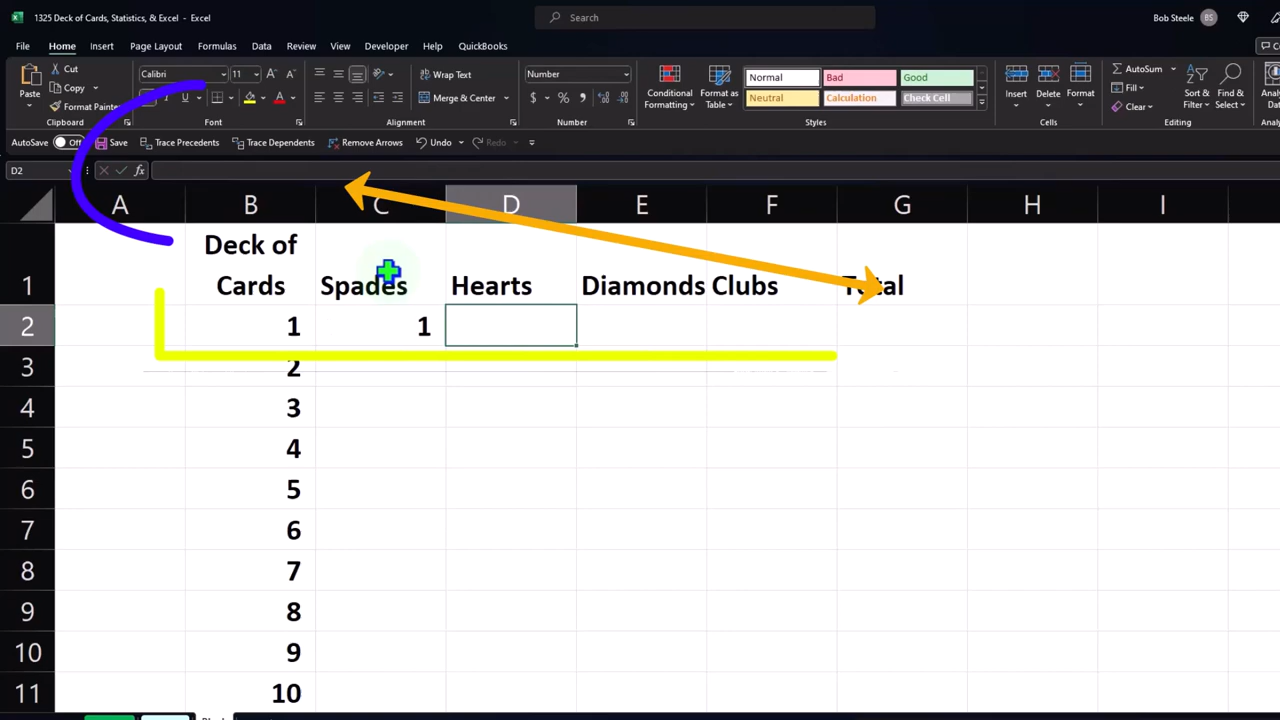 1325 Deck of Cards, Statistics, & Excel - Excel
Search
Bob Steele BS
File Home Insert Page Layout Formulas Data Review View Developer Help QuickBooks
Paste
Cut
Copy
Format Painter
Clipboard
Calibri 11
Font
Wrap Text
Merge & Center
Alignment
Number
$ % ,
Number
Conditional Formatting
Format as Table
Normal Bad Good
Neutral Calculation Check Cell
Styles
Insert Delete Format
Cells
AutoSum
Fill
Clear
Sort & Filter
Find & Select
Editing
AutoSave Off Save Trace Precedents Trace Dependents Remove Arrows Undo Redo
D2 fx
A B C D E F G H I
Deck of
1 Cards Spades Hearts Diamonds Clubs Total
2 1 1
3 2
4 3
5 4
6 5
7 6
8 7
9 8
10 9
11 10